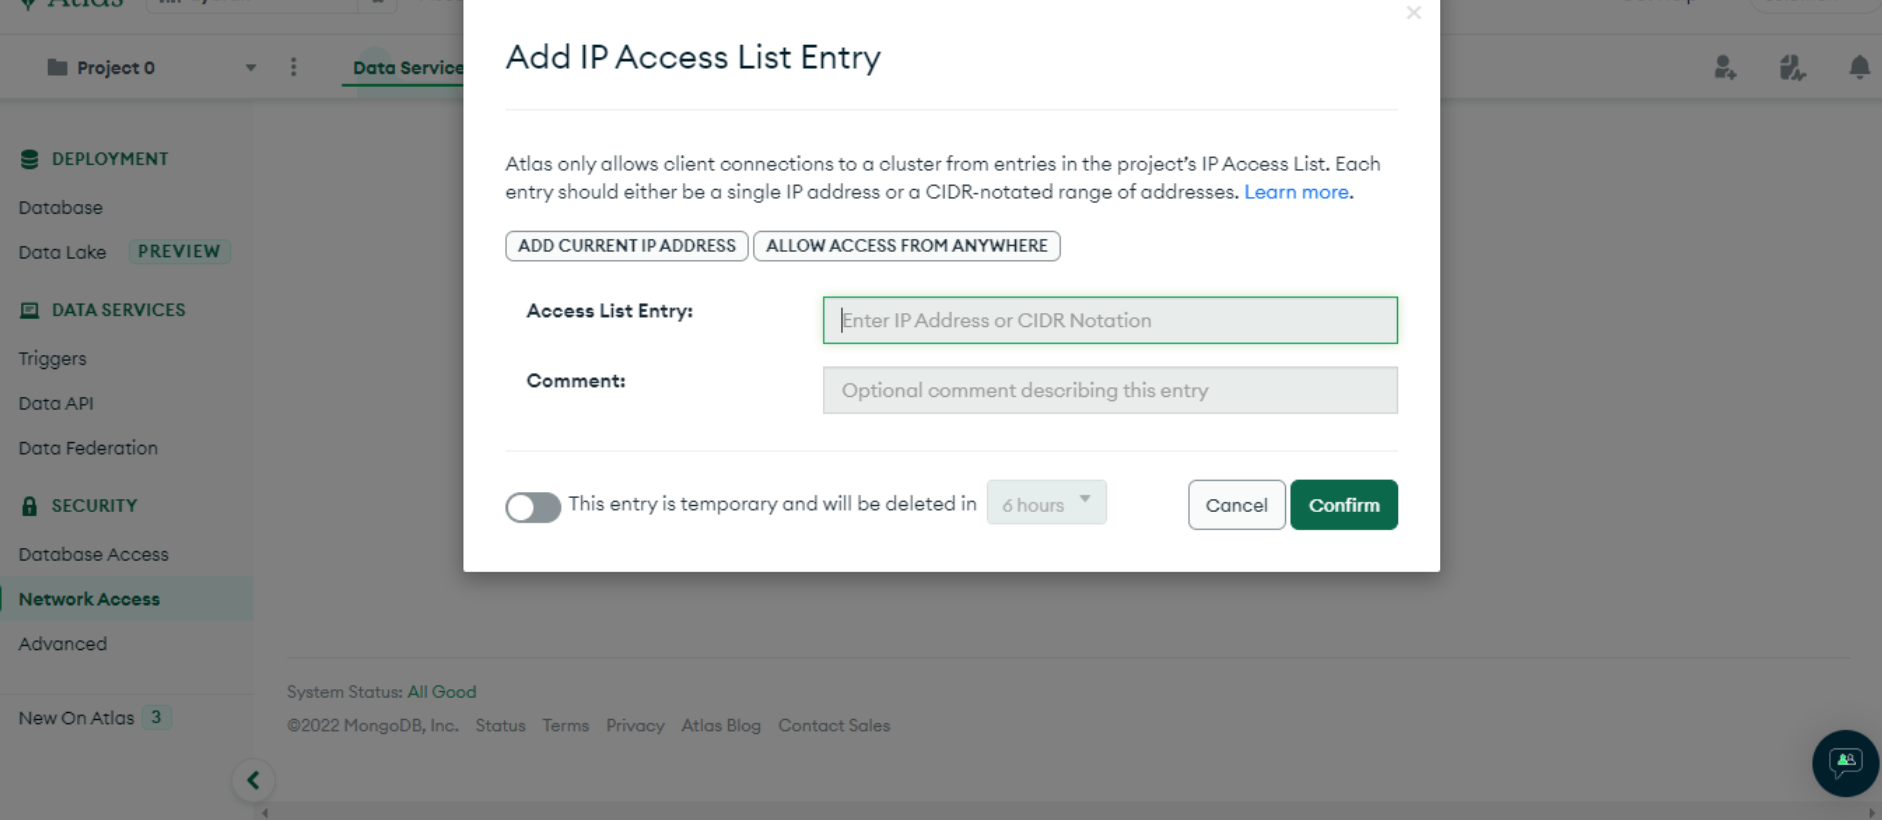 Atlas
Project 0
Data Service
Add IP Access List Entry
Atlas only allows client connections to a cluster from entries in the project's IP Access List. Each
entry should either be a single IP address or a CIDR-notated range of addresses. Learn more.
ADD CURRENT IP ADDRESS ALLOW ACCESS FROM ANYWHERE
Access List Entry: Enter IP Address or CIDR Notation
Comment: Optional comment describing this entry
This entry is temporary and will be deleted in 6 hours Cancel Confirm
DEPLOYMENT
Database
Data Lake PREVIEW
DATA SERVICES
Triggers
Data API
Data Federation
SECURITY
Database Access
Network Access
Advanced
New On Atlas 3
System Status: All Good
©2022 MongoDB, Inc. Status Terms Privacy Atlas Blog Contact Sales